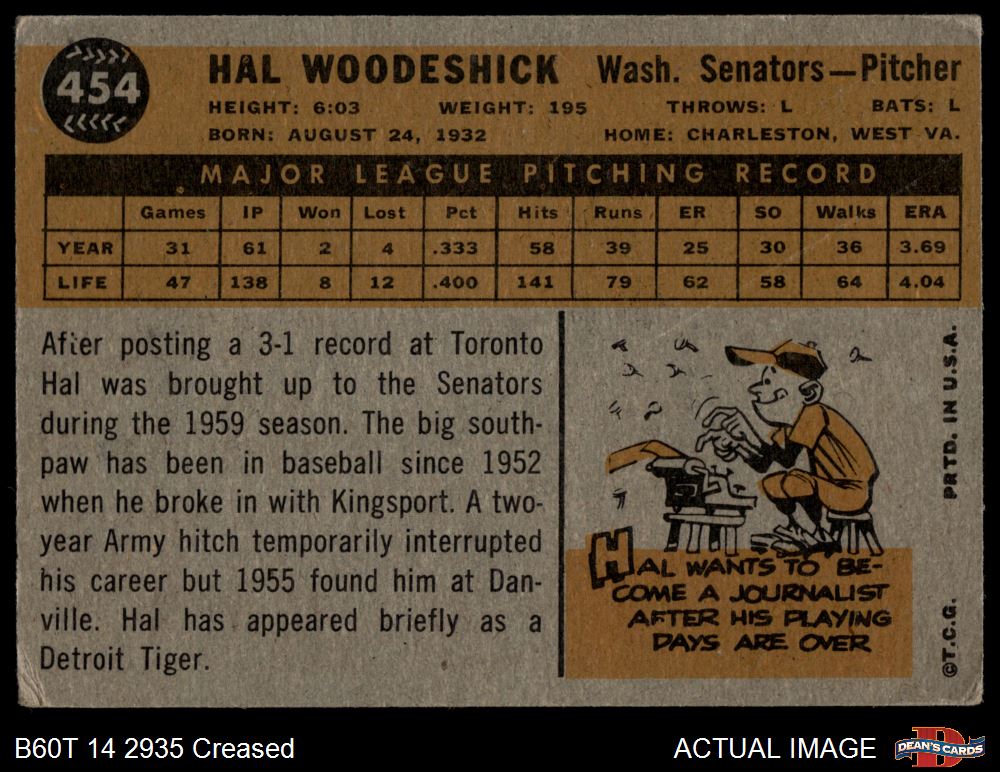 454
HAL WOODESHICK Wash. Senators—Pitcher
HEIGHT: 6:03 WEIGHT: 195 THROWS: L BATS: L
BORN: AUGUST 24, 1932 HOME: CHARLESTON, WEST VA.
MAJOR LEAGUE PITCHING RECORD
Games IP Won Lost Pct Hits Runs ER SO Walks ERA
YEAR 31 61 2 4 .333 58 39 25 30 36 3.69
LIFE 47 138 8 12 .400 141 79 62 58 64 4.04
After posting a 3-1 record at Toronto
Hal was brought up to the Senators
during the 1959 season. The big south-
paw has been in baseball since 1952
when he broke in with Kingsport. A two-
year Army hitch temporarily interrupted
his career but 1955 found him at Dan-
ville. Hal has appeared briefly as a
Detroit Tiger.
HAL WANTS TO BE-
COME A JOURNALIST
AFTER HIS PLAYING
DAYS ARE OVER
©T.C.G. PRTD. IN U.S.A.
B60T 14 2935 Creased
ACTUAL IMAGE
DEAN'S CARDS